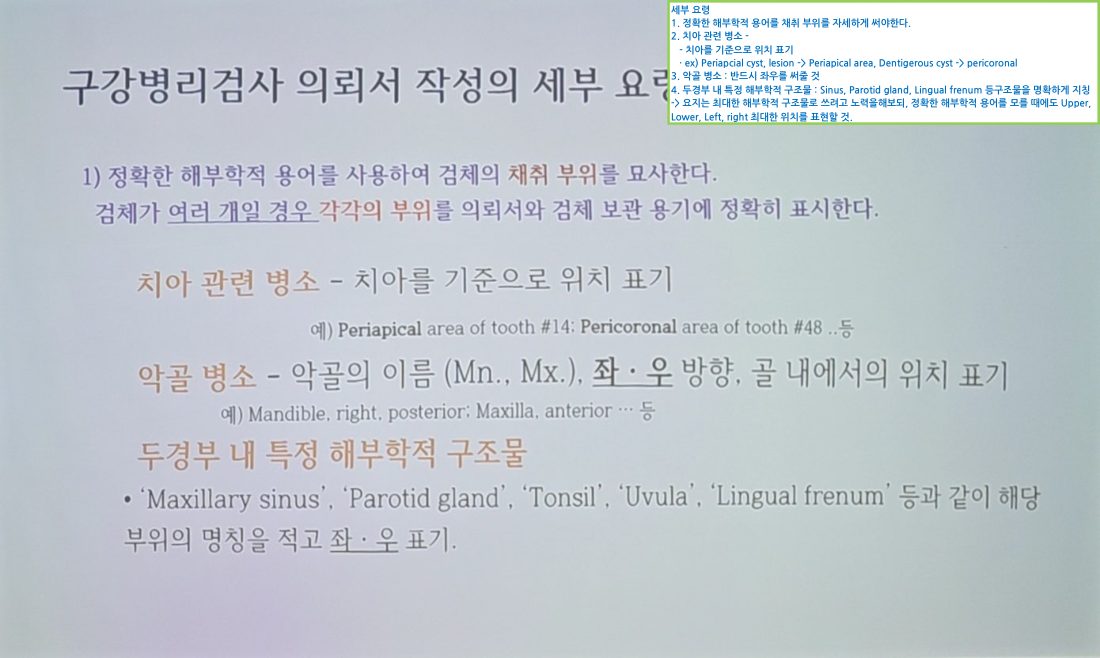 구강병리검사 의뢰서 작성의 세부 요령
세부 요령
1. 정확한 해부학적 용어를 채취 부위를 자세하게 써야한다.
2. 치아 관련 병소 -
- 치아를 기준으로 위치 표기
· ex) Periapcial cyst, lesion -> Periapical area, Dentigerous cyst -> pericoronal
3. 악골 병소 : 반드시 좌우를 써줄 것
4. 두경부 내 특정 해부학적 구조물 : Sinus, Parotid gland, Lingual frenum 등구조물을 명확하게 지칭
-> 요지는 최대한 해부학적 구조물로 쓰려고 노력을해보되, 정확한 해부학적 용어를 모를 때에도 Upper,
Lower, Left, right 최대한 위치를 표현할 것.
1) 정확한 해부학적 용어를 사용하여 검체의 채취 부위를 묘사한다.
검체가 여러 개일 경우 각각의 부위를 의뢰서와 검체 보관 용기에 정확히 표시한다.
치아 관련 병소 – 치아를 기준으로 위치 표기
예) Periapical area of tooth #14; Pericoronal area of tooth #48 ..등
악골 병소 – 악골의 이름 (Mn., Mx.), 좌 · 우 방향, 골 내에서의 위치 표기
예) Mandible, right, posterior; Maxilla, anterior … 등
두경부 내 특정 해부학적 구조물
• ‘Maxillary sinus’, ‘Parotid gland’, ‘Tonsil’, ‘Uvula’, ‘Lingual frenum’ 등과 같이 해당
부위의 명칭을 적고 좌 · 우 표기.